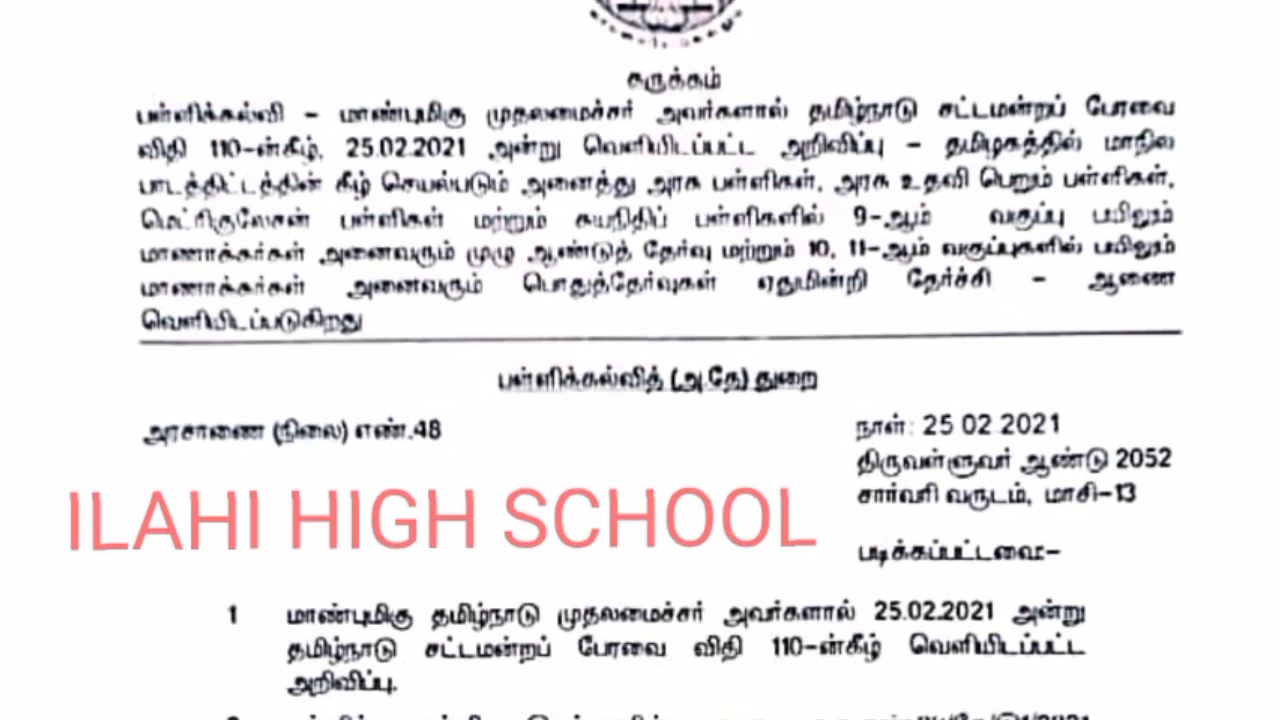 சுருக்கம்
பள்ளிக்கல்வி – மாண்புமிகு முதலமைச்சர் அவர்களால் தமிழ்நாடு சட்டமன்றப் பேரவை
விதி 110-ன்கீழ், 25.02.2021 அன்று வெளியிடப்பட்ட அறிவிப்பு – தமிழகத்தில் மாநில
பாடத்திட்டத்தின் கீழ் செயல்படும் அனைத்து அரசு பள்ளிகள், அரசு உதவி பெறும் பள்ளிகள்,
மெட்ரிகுலேசன் பள்ளிகள் மற்றும் சுயநிதிப் பள்ளிகளில் 9-ஆம் வகுப்பு பயிலும்
மாணாக்கர்கள் அனைவரும் முழு ஆண்டுத் தேர்வு மற்றும் 10, 11-ஆம் வகுப்புகளில் பயிலும்
மாணாக்கர்கள் அனைவரும் பொதுத்தேர்வுகள் ஏதுமின்றி தேர்ச்சி – ஆணை
வெளியிடப்படுகிறது
பள்ளிக்கல்வித் (அ.தே) துறை
அரசாணை (நிலை) எண்.48
நாள்: 25 02 2021
திருவள்ளுவர் ஆண்டு 2052
சார்வரி வருடம், மாசி-13
ILAHI HIGH SCHOOL
படிக்கப்பட்டவை:-
1 மாண்புமிகு தமிழ்நாடு முதலமைச்சர் அவர்களால் 25.02.2021 அன்று
தமிழ்நாடு சட்டமன்றப் பேரவை விதி 110-ன்கீழ் வெளியிடப்பட்ட
அறிவிப்பு.